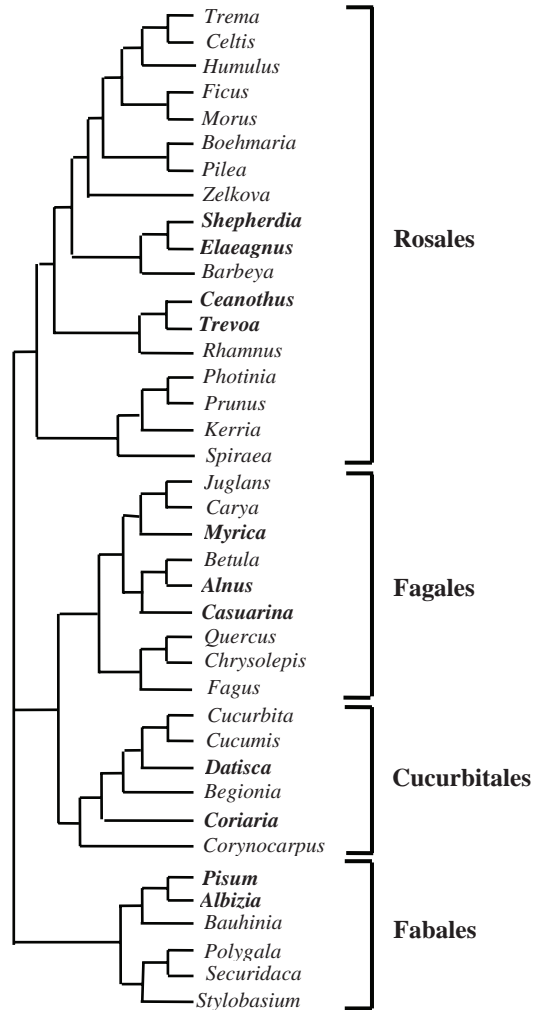 Trema
Celtis
Humulus
Ficus
Morus
Boehmaria
Pilea
Zelkova
Shepherdia
Elaeagnus
Barbeya
Ceanothus
Trevoa
Rhamnus
Photinia
Prunus
Kerria
Spiraea
Rosales
Juglans
Carya
Myrica
Betula
Alnus
Casuarina
Quercus
Chrysolepis
Fagus
Fagales
Cucurbita
Cucumis
Datisca
Begionia
Coriaria
Corynocarpus
Cucurbitales
Pisum
Albizia
Bauhinia
Polygala
Securidaca
Stylobasium
Fabales